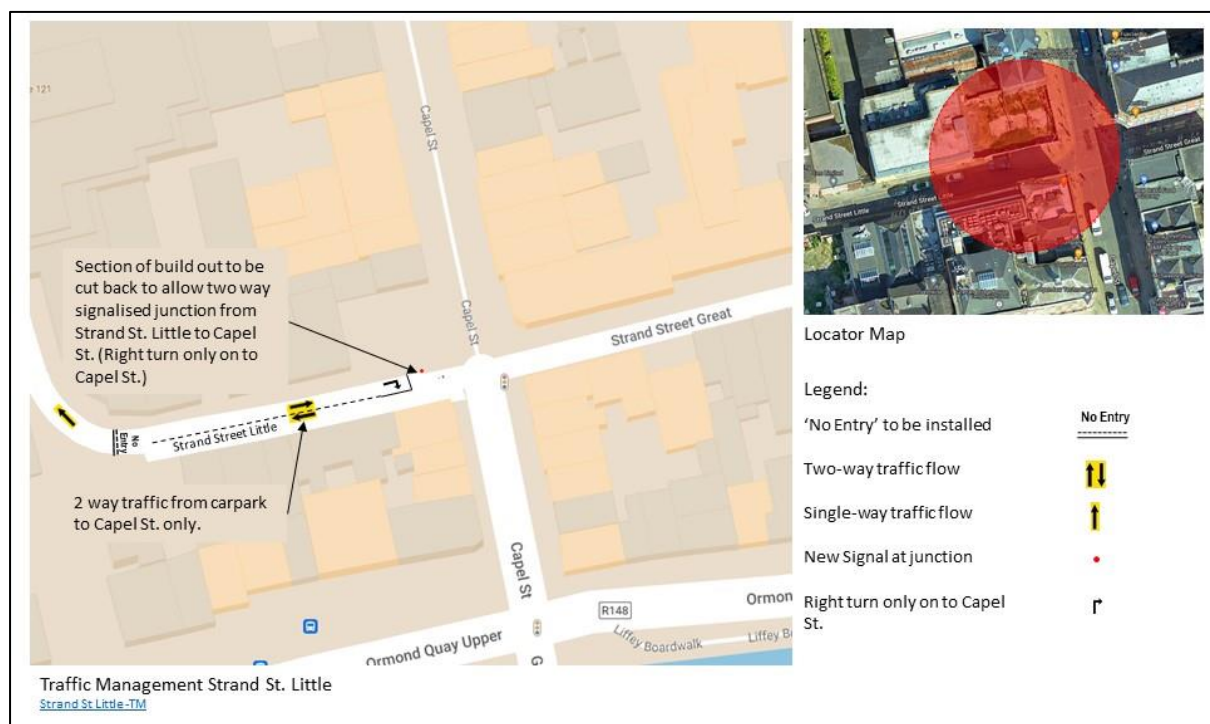 e 121
Capel St
Capel St
Section of build out to be
cut back to allow two way
signalised junction from
Strand St. Little to Capel
St. (Right turn only on to
Capel St.)
Strand Street Great
Strand Street Little
No
Entry
2 way traffic from carpark
to Capel St. only.
Capel St
R148
Ormon
Liffey Boardwalk
Liffey Bo
Ormond Quay Upper
G
Traffic Management Strand St. Little
Strand St Little -TM
Strand Street Little
Strand Street Little
Strand Street Great
Locator Map
Legend:
‘No Entry’ to be installed
No Entry
Two-way traffic flow
Single-way traffic flow
New Signal at junction
Right turn only on to Capel
St.